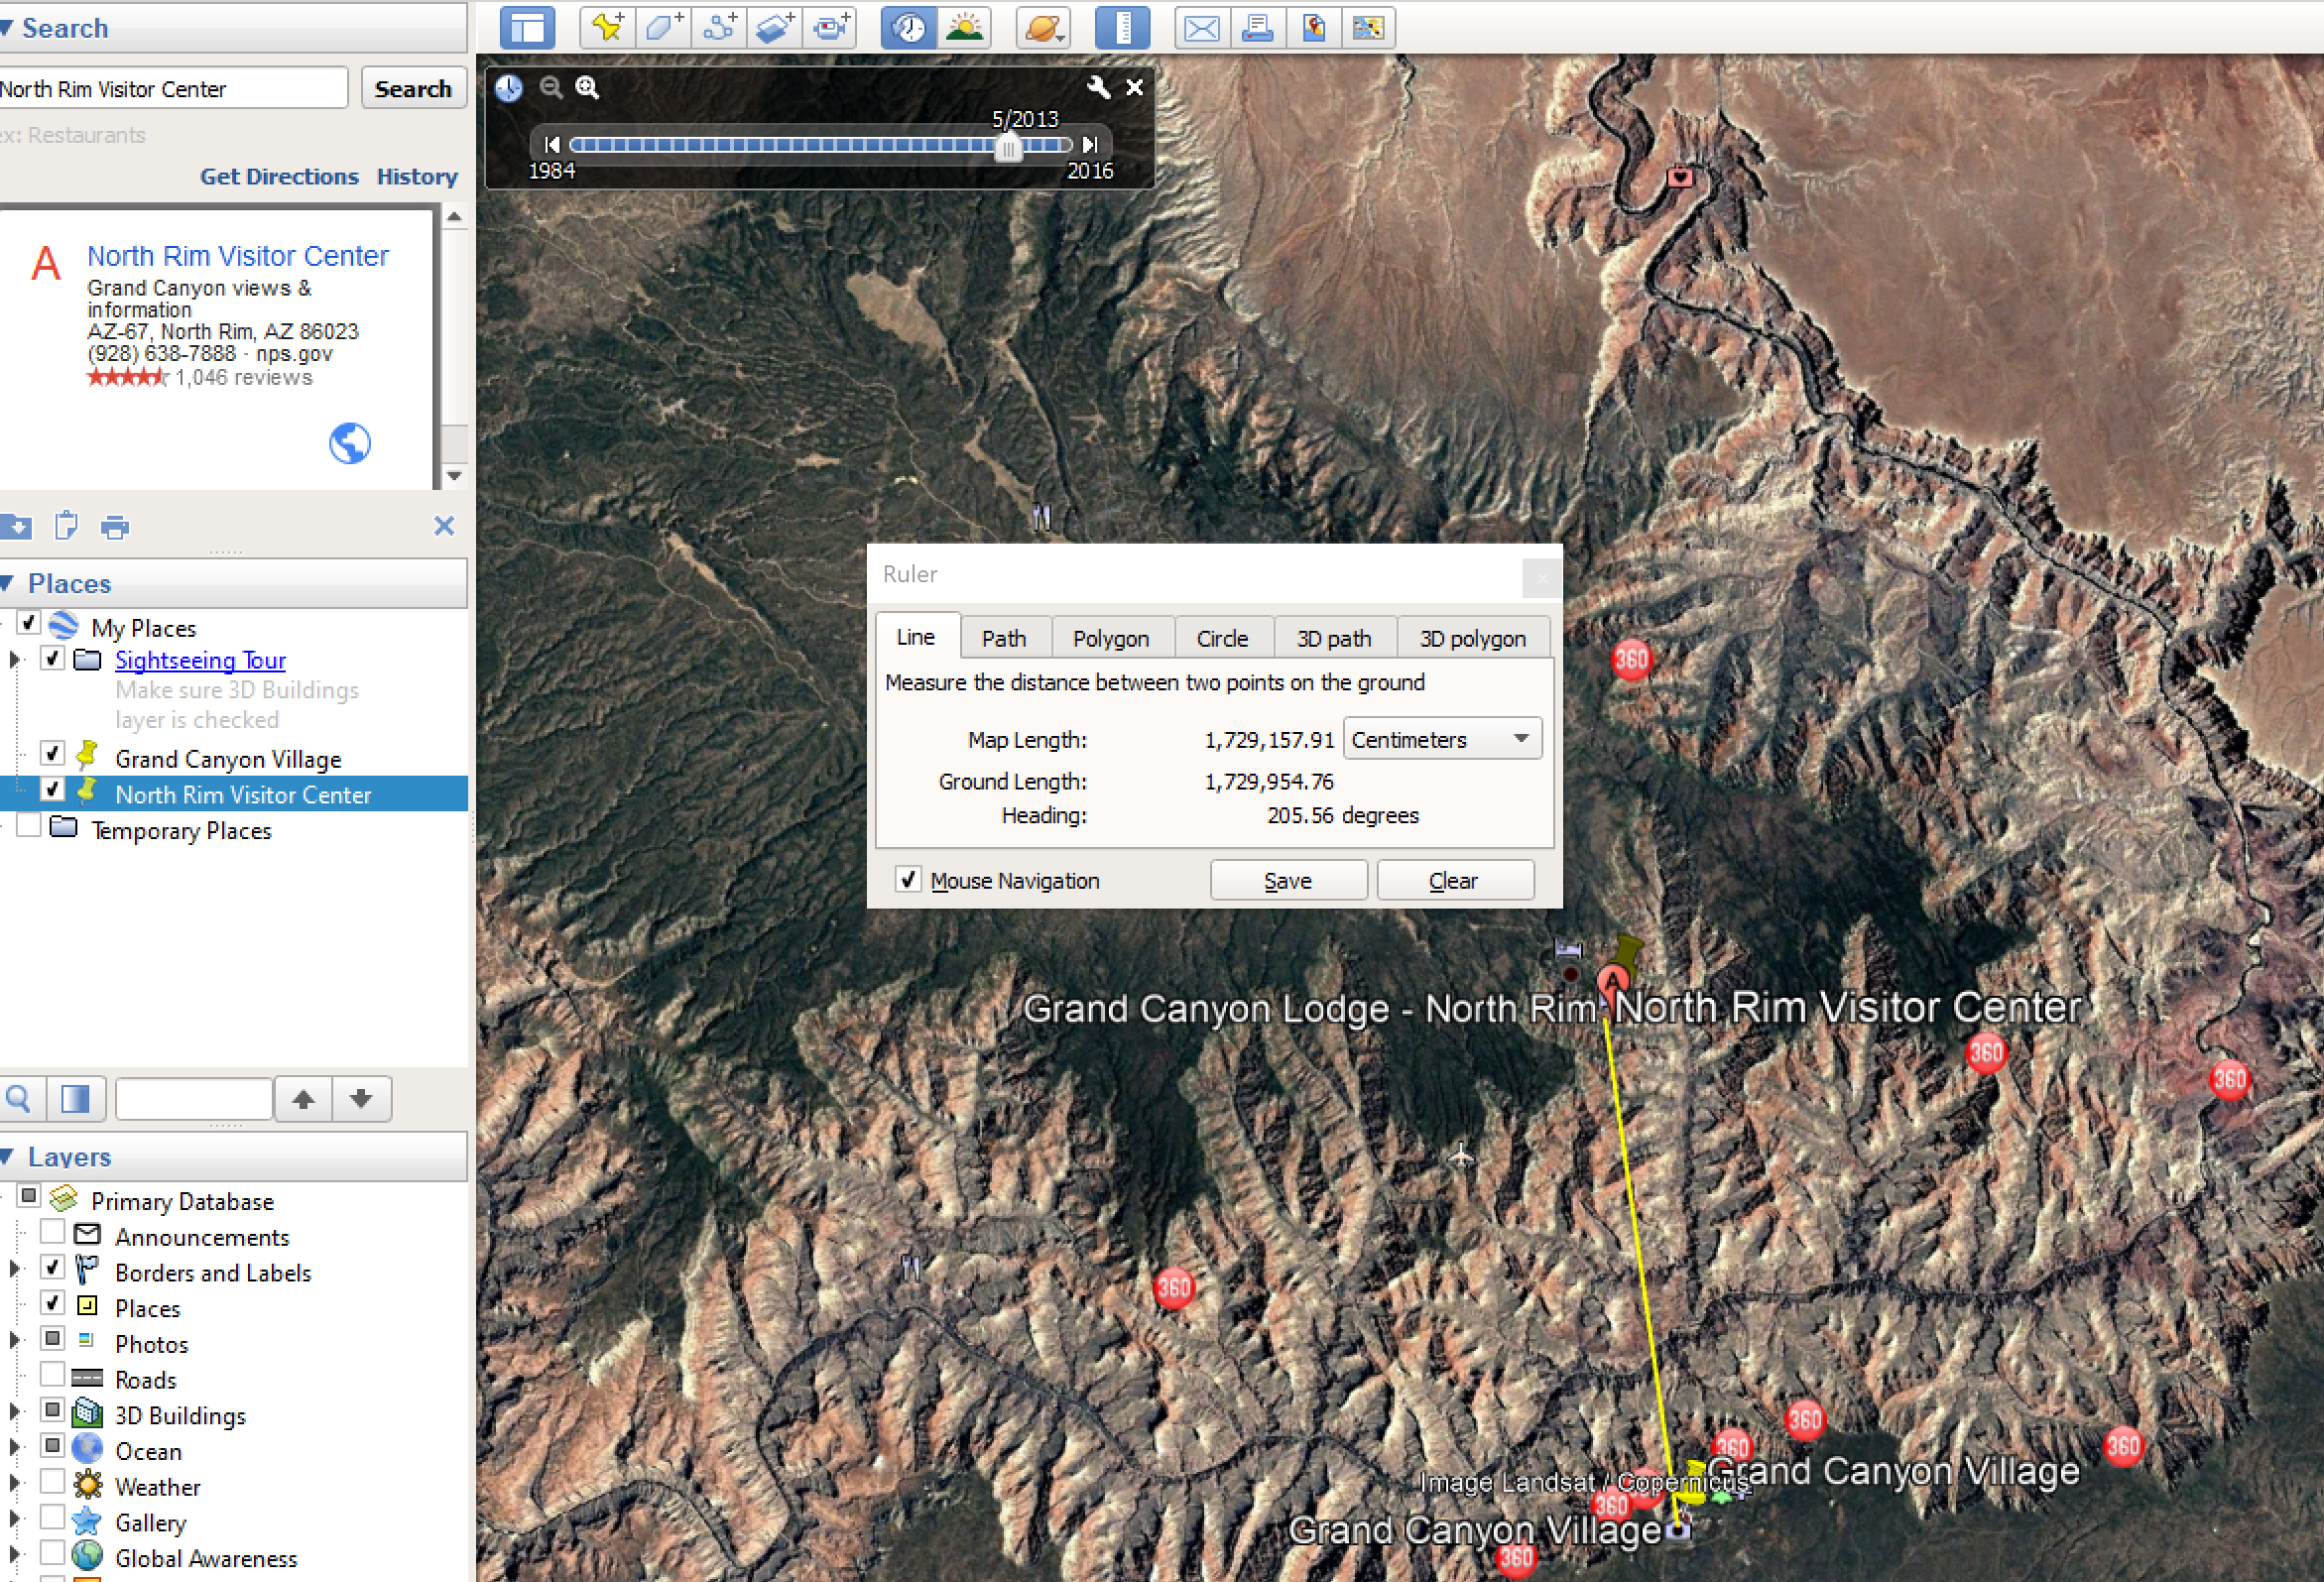 Search
North Rim Visitor Center
Search
ex: Restaurants
Get Directions History
A North Rim Visitor Center
Grand Canyon views &
information
AZ-67, North Rim, AZ 86023
(928) 638-7888 · nps.gov
1,046 reviews
Places
My Places
Sightseeing Tour
Make sure 3D Buildings
layer is checked
Grand Canyon Village
North Rim Visitor Center
Temporary Places
Layers
Primary Database
Announcements
Borders and Labels
Places
Photos
Roads
3D Buildings
Ocean
Weather
Gallery
Global Awareness
5/2013
1984 2016
Ruler
Line Path Polygon Circle 3D path 3D polygon
Measure the distance between two points on the ground
Map Length: 1,729,157.91 Centimeters
Ground Length: 1,729,954.76
Heading: 205.56 degrees
Mouse Navigation Save Clear
360
A
Grand Canyon Lodge - North Rim North Rim Visitor Center
360
360
360
360
360
360
Grand Canyon Village
Image Landsat / Copernicus
360
Grand Canyon Village
360